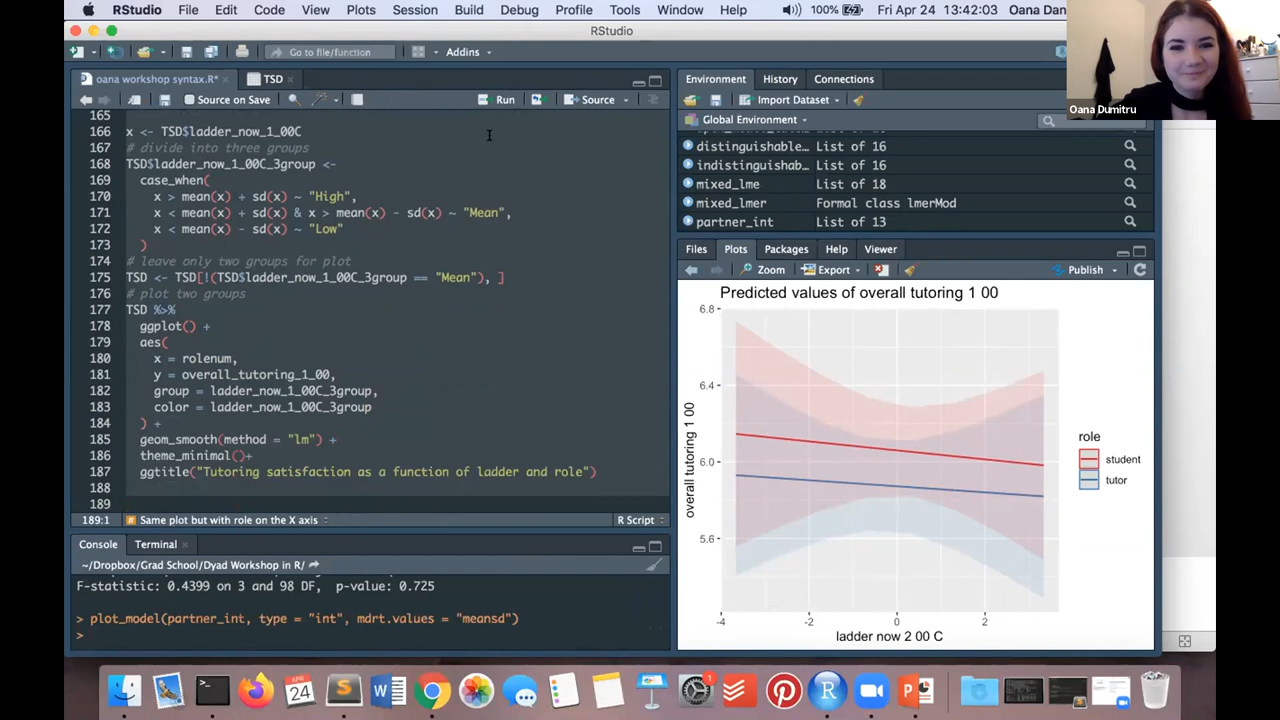 RStudio File Edit Code View Plots Session Build Debug Profile Tools Window Help 100% Fri Apr 24 13:42:03 Oana Dan
RStudio
Go to file/function Addins
oana workshop syntax.R* TSD
Source on Save Run Source
165
166 x <- TSD$ladder_now_1_00C
167 # divide into three groups
168 TSD$ladder_now_1_00C_3group <-
169 case_when(
170 x > mean(x) + sd(x) ~ "High",
171 x < mean(x) + sd(x) & x > mean(x) - sd(x) ~ "Mean",
172 x < mean(x) - sd(x) ~ "Low"
173 )
174 # leave only two groups for plot
175 TSD <- TSD[!(TSD$ladder_now_1_00C_3group == "Mean"), ]
176 # plot two groups
177 TSD %>%
178 ggplot() +
179 aes(
180 x = rolenum,
181 y = overall_tutoring_1_00,
182 group = ladder_now_1_00C_3group,
183 color = ladder_now_1_00C_3group
184 ) +
185 geom_smooth(method = "lm") +
186 theme_minimal()+
187 ggtitle("Tutoring satisfaction as a function of ladder and role")
188
189
189:1 Same plot but with role on the X axis R Script
Console Terminal
~/Dropbox/Grad School/Dyad Workshop in R/
F-statistic: 0.4399 on 3 and 98 DF, p-value: 0.725
> plot_model(partner_int, type = "int", mdrt.values = "meansd")
>
Environment History Connections
Import Dataset
Global Environment
distinguishable… List of 16
indistinguishab… List of 16
mixed_lme List of 18
mixed_lmer Formal class lmerMod
partner_int List of 13
Files Plots Packages Help Viewer
Zoom Export Publish
Predicted values of overall tutoring 1 00
6.8
6.4
6.0
5.6
overall tutoring 1 00
-4 -2 0 2
ladder now 2 00 C
role
student
tutor
Oana Dumitru
APR
24
1